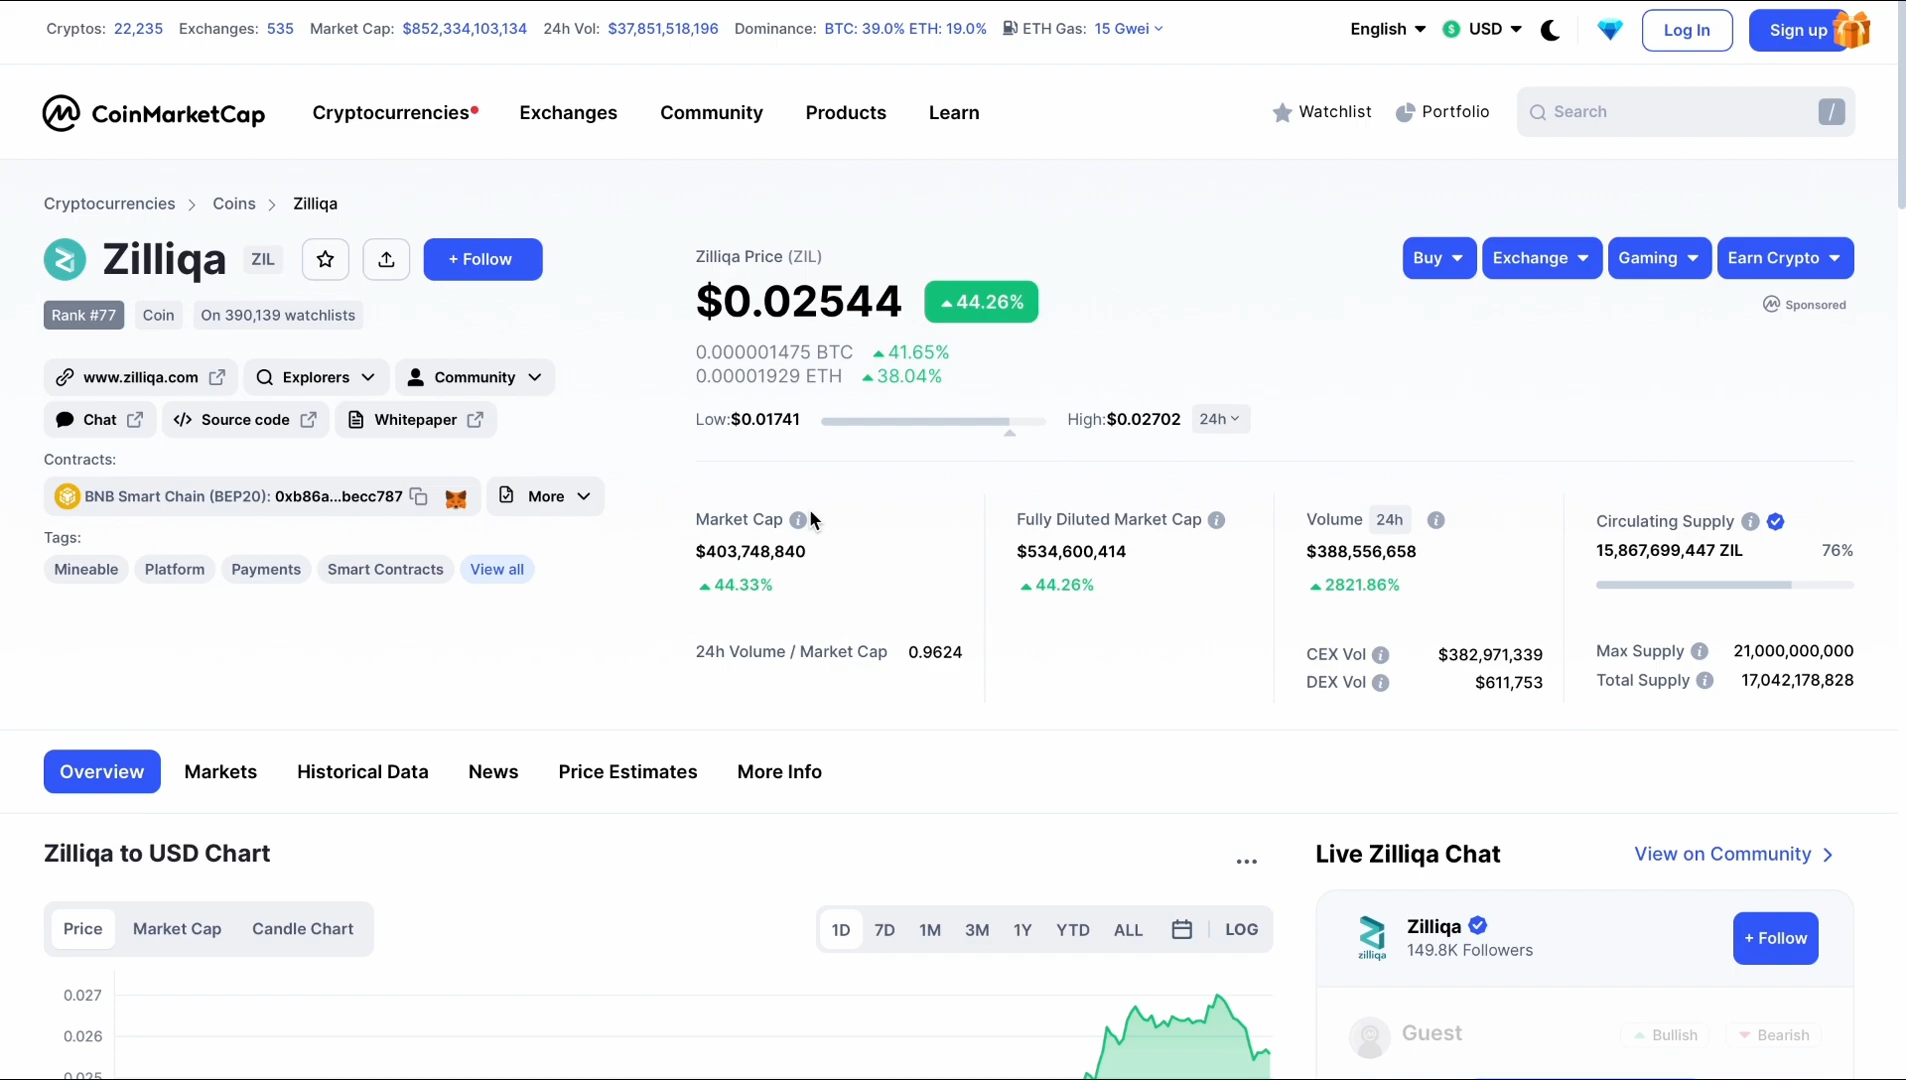 Cryptos: 22,235 Exchanges: 535 Market Cap: $852,334,103,134 24h Vol: $37,851,518,196 Dominance: BTC: 39.0% ETH: 19.0% ETH Gas: 15 Gwei English USD Log In Sign up
CoinMarketCap Cryptocurrencies Exchanges Community Products Learn Watchlist Portfolio Search /
Cryptocurrencies > Coins > Zilliqa
Zilliqa ZIL + Follow
Rank #77 Coin On 390,139 watchlists
www.zilliqa.com Explorers Community
Chat Source code Whitepaper
Contracts:
BNB Smart Chain (BEP20): 0xb86a...becc787 More
Tags:
Mineable Platform Payments Smart Contracts View all
Zilliqa Price (ZIL)
$0.02544 44.26%
0.000001475 BTC 41.65%
0.00001929 ETH 38.04%
Low:$0.01741 High:$0.02702 24h
Buy Exchange Gaming Earn Crypto
Sponsored
Market Cap
$403,748,840
44.33%
24h Volume / Market Cap 0.9624
Fully Diluted Market Cap
$534,600,414
44.26%
Volume 24h
$388,556,658
2821.86%
CEX Vol $382,971,339
DEX Vol $611,753
Circulating Supply
15,867,699,447 ZIL 76%
Max Supply 21,000,000,000
Total Supply 17,042,178,828
Overview Markets Historical Data News Price Estimates More Info
Zilliqa to USD Chart
Price Market Cap Candle Chart 1D 7D 1M 3M 1Y YTD ALL LOG
0.027
0.026
0.025
Live Zilliqa Chat View on Community >
zilliqa
Zilliqa
149.8K Followers
+ Follow
Guest Bullish Bearish